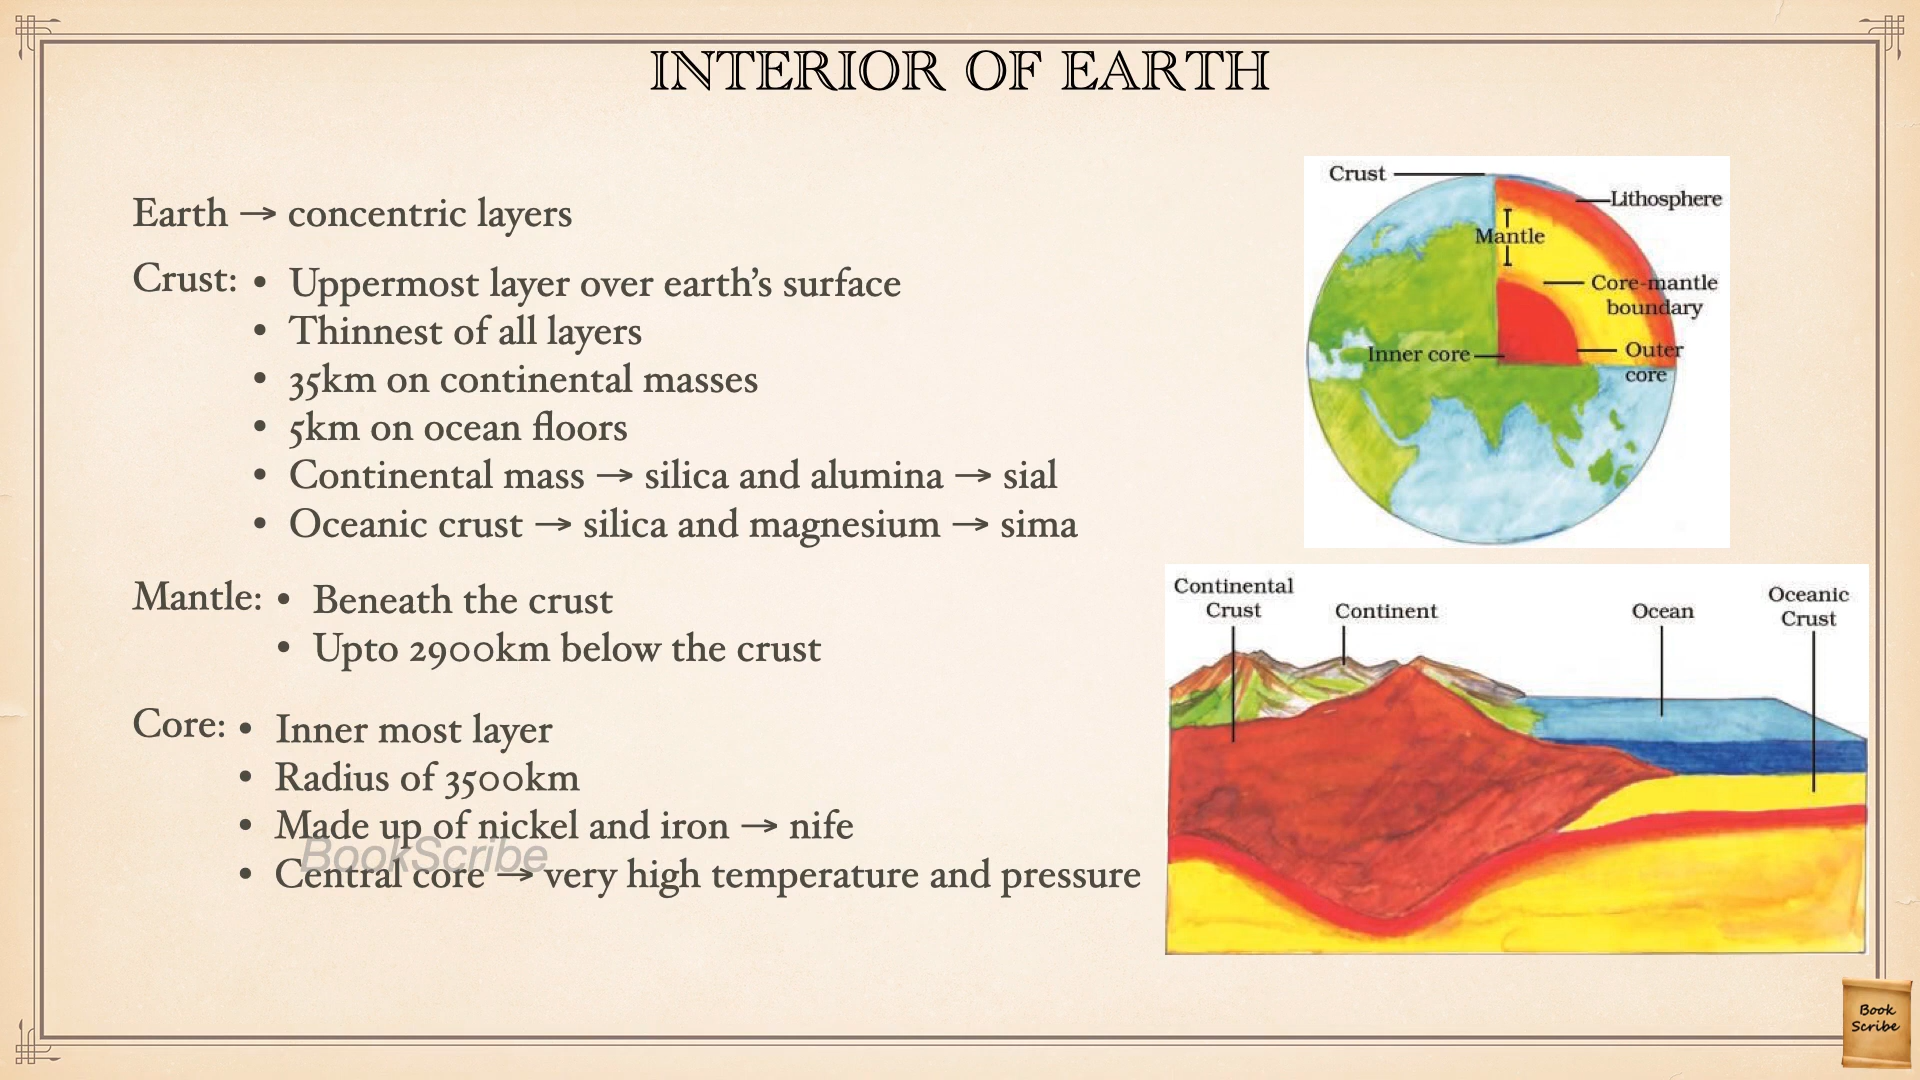 INTERIOR OF EARTH
Earth → concentric layers
Crust: • Uppermost layer over earth’s surface
• Thinnest of all layers
• 35km on continental masses
• 5km on ocean floors
• Continental mass → silica and alumina → sial
• Oceanic crust → silica and magnesium → sima
Mantle: • Beneath the crust
• Upto 2900km below the crust
Core: • Inner most layer
• Radius of 3500km
• Made up of nickel and iron → nife
BookScribe
• Central core → very high temperature and pressure
Crust
Lithosphere
Mantle
Core-mantle
boundary
Inner core
Outer
core
Continental
Crust
Continent
Ocean
Oceanic
Crust
Book
Scribe